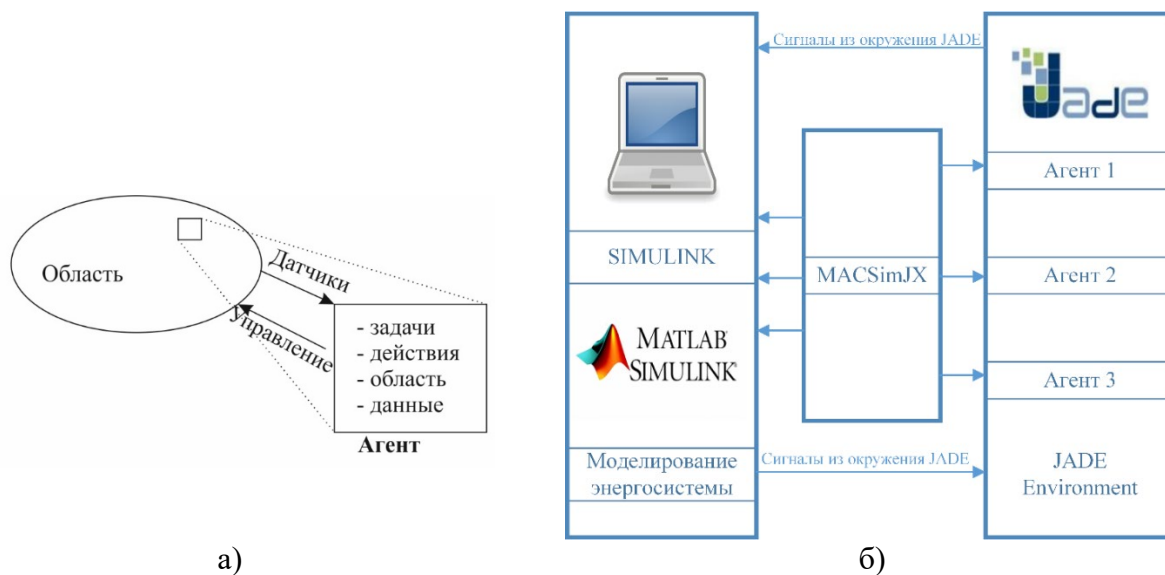 Область
Датчики
Управление
- задачи
- действия
- область
- данные
Агент
а)
Сигналы из окружения JADE
Jade
SIMULINK
MATLAB
SIMULINK
Моделирование
энергосистемы
MACSimJX
Агент 1
Агент 2
Агент 3
Сигналы из окружения JADE
JADE
Environment
б)